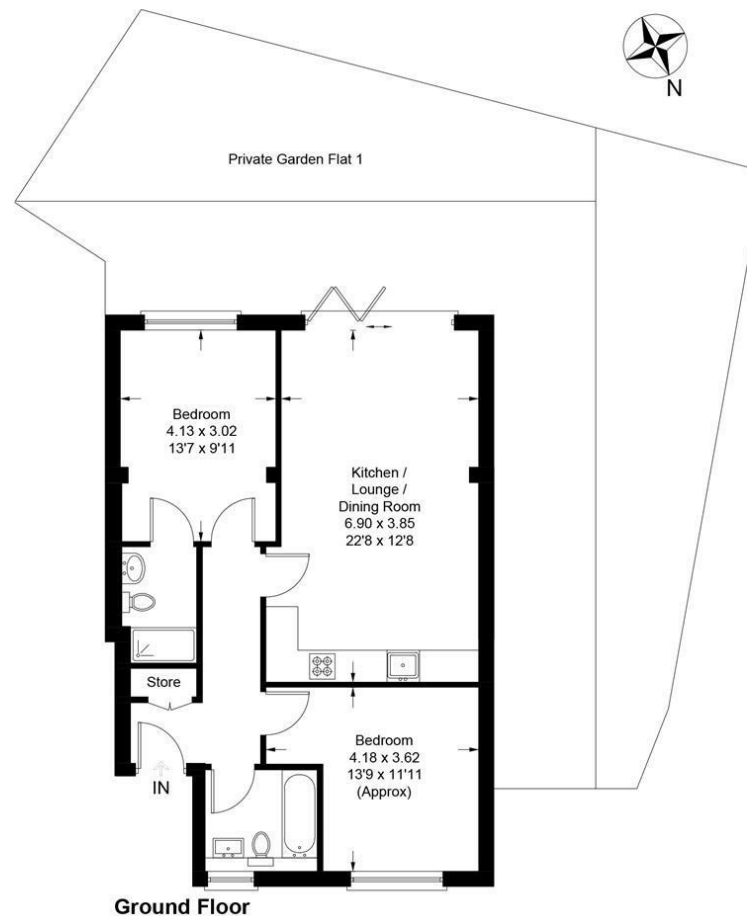 N
Private Garden Flat 1
Bedroom
4.13 x 3.02
13'7 x 9'11
Kitchen /
Lounge /
Dining Room
6.90 x 3.85
22'8 x 12'8
Store
IN
Bedroom
4.18 x 3.62
13'9 x 11'11
(Approx)
Ground Floor